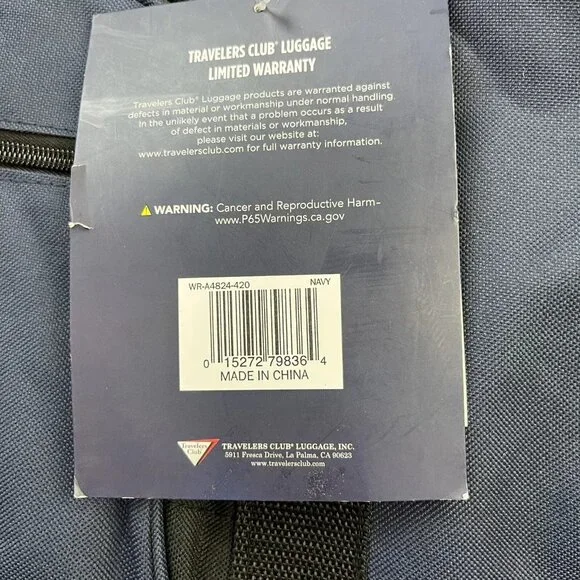 TRAVELERS CLUB® LUGGAGE
LIMITED WARRANTY
Travelers Club® Luggage products are warranted against
defects in material or workmanship under normal handling.
In the unlikely event that a problem occurs as a result
of defect in materials or workmanship,
please visit our website at:
www.travelersclub.com for full warranty information.
⚠ WARNING: Cancer and Reproductive Harm-
www.P65Warnings.ca.gov
WR-A4824-420 NAVY
0 15272 79836 4
MADE IN CHINA
Travelers
Club
TRAVELERS CLUB® LUGGAGE, INC.
5911 Fresca Drive, La Palma, CA 90623
www.travelersclub.com